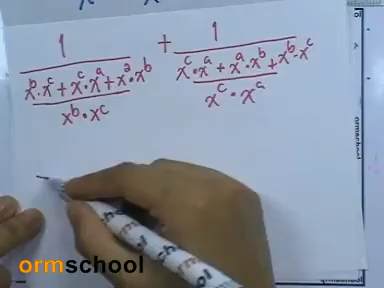 1/((x^b·x^c + x^c·x^a + x^a·x^b)/(x^b·x^c)) + 1/((x^c·x^a + x^a·x^b + x^b·x^c)/(x^c·x^a))
ormschool